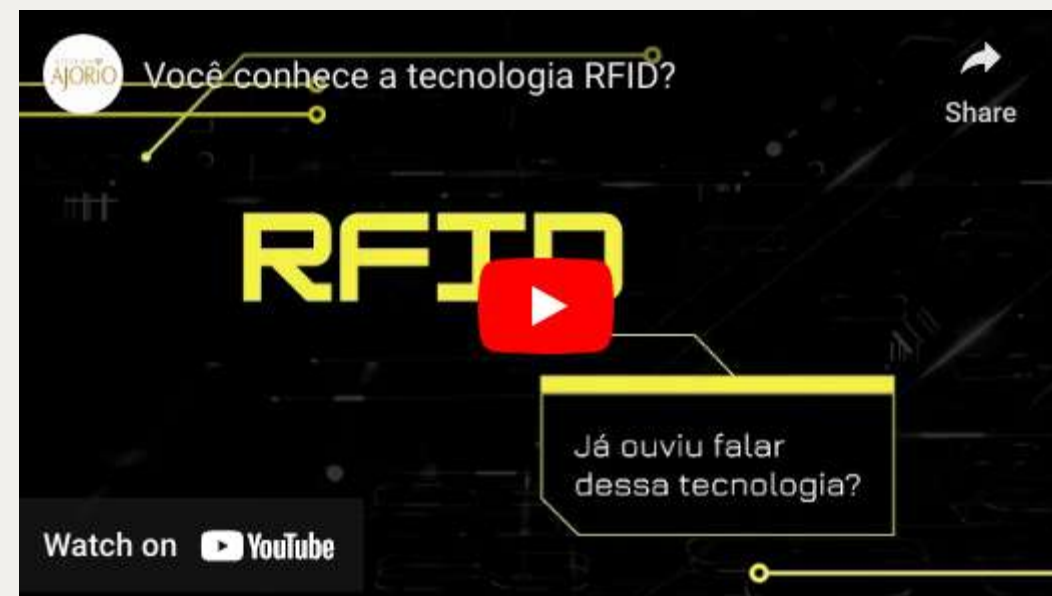 AJORIO
Você conhece a tecnologia RFID?
Share
RFID
Já ouviu falar
dessa tecnologia?
Watch on YouTube